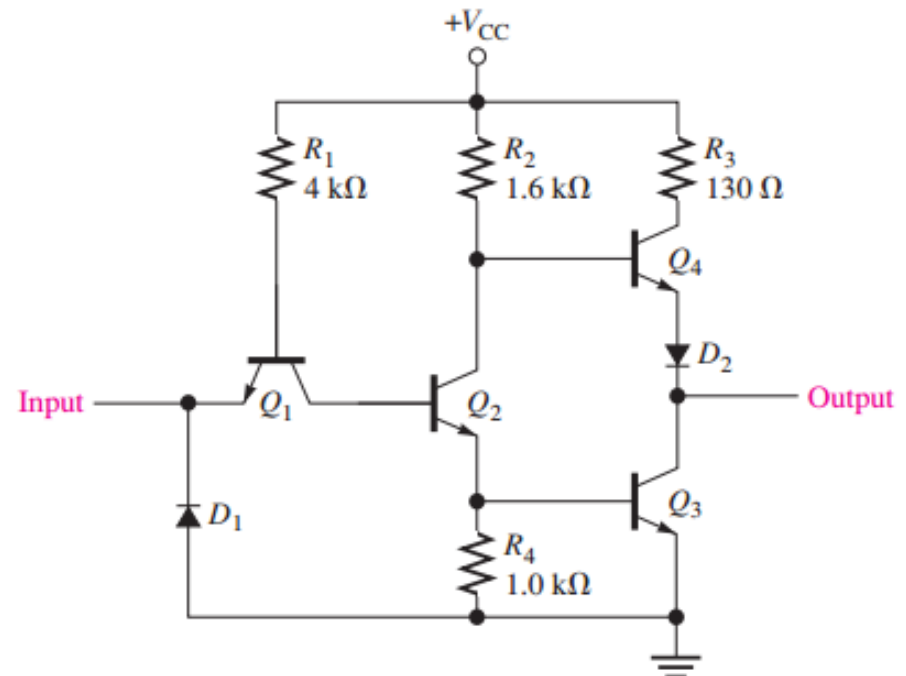 +V_CC
R₁
4 kΩ
R₂
1.6 kΩ
R₃
130 Ω
Q₄
D₂
Input
Q₁
Q₂
Output
D₁
Q₃
R₄
1.0 kΩ